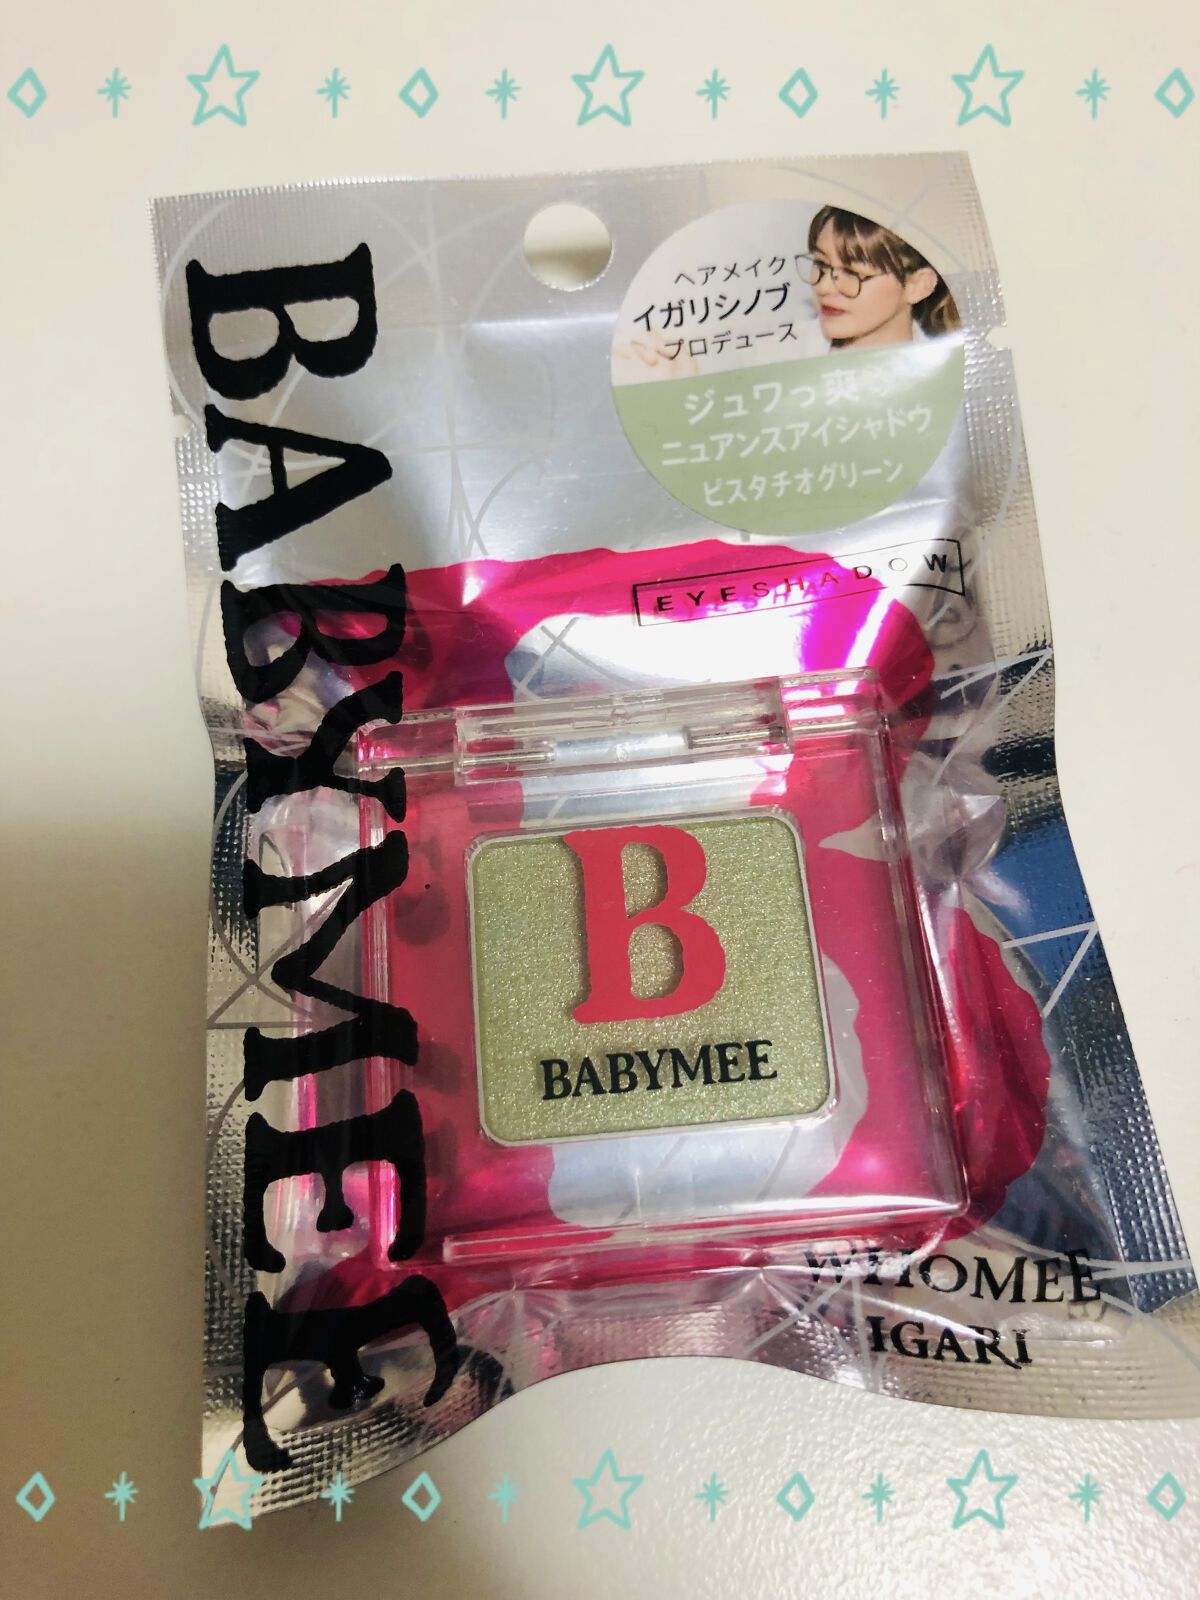 BABYMEE
ヘアメイク
イガリシノブ
プロデュース
ジュワっ爽
ニュアンスアイシャドウ
ピスタチオグリーン
EYESHADOW
B
BABYMEE
WHOMEE
IGARI